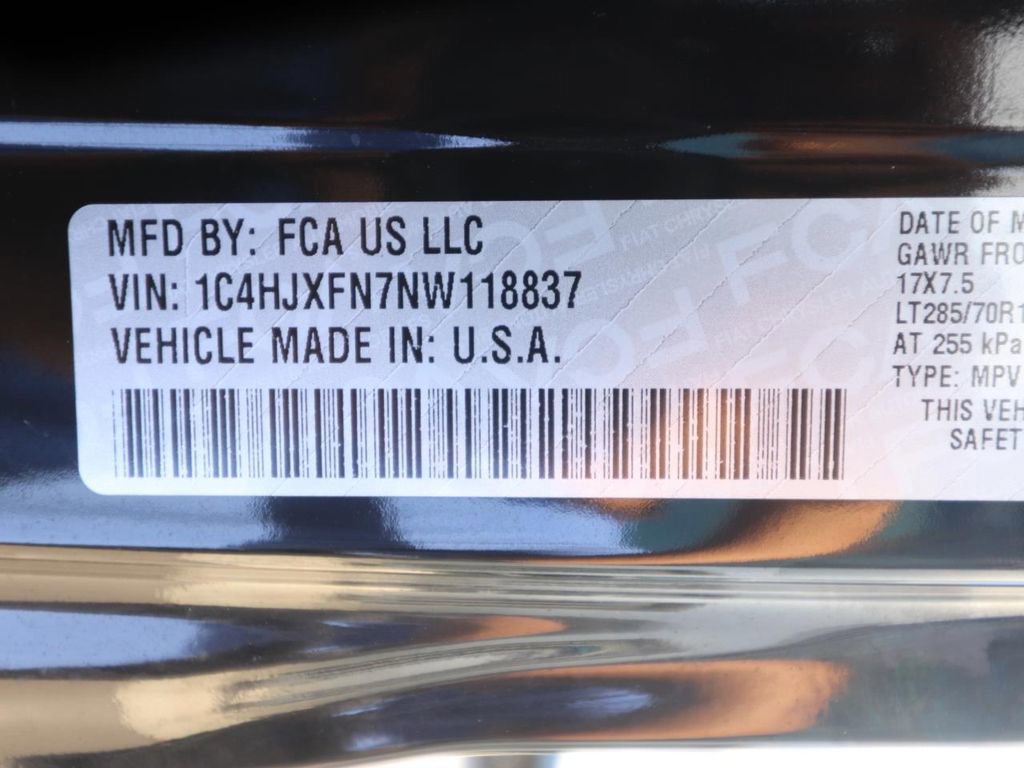 MFD BY: FCA US LLC
VIN: 1C4HJXFN7NW118837
VEHICLE MADE IN: U.S.A.
DATE OF M
GAWR FRO
17X7.5
LT285/70R1
AT 255 kPa
TYPE: MPV
THIS VEH
SAFET